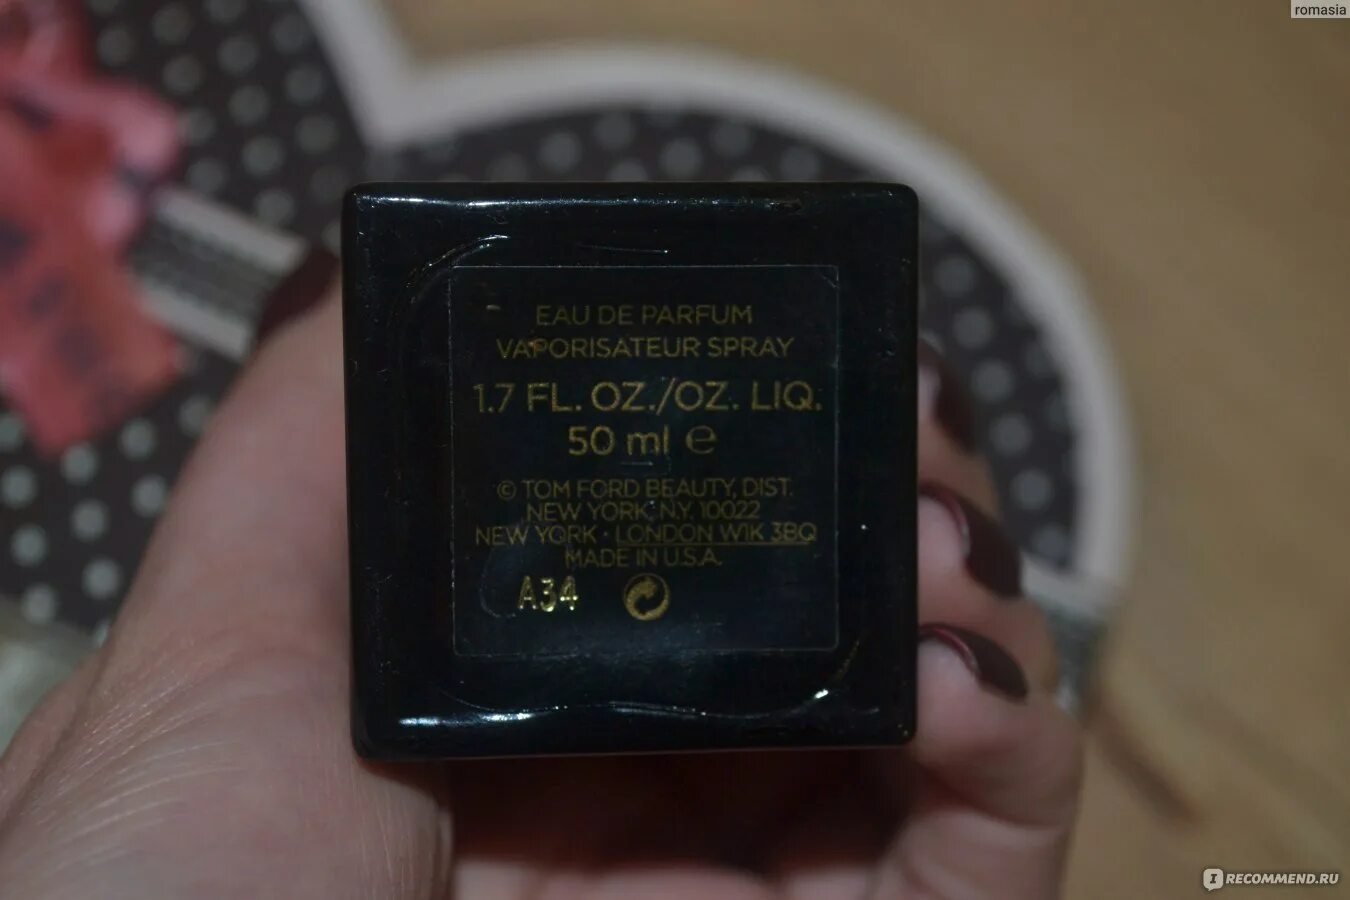 romasia
EAU DE PARFUM
VAPORISATEUR SPRAY
1.7 FL. OZ./OZ. LIQ.
50 ml ℮
© TOM FORD BEAUTY, DIST.
NEW YORK, N.Y. 10022
NEW YORK • LONDON W1K 3BQ
MADE IN U.S.A.
A34
IRECOMMEND.RU